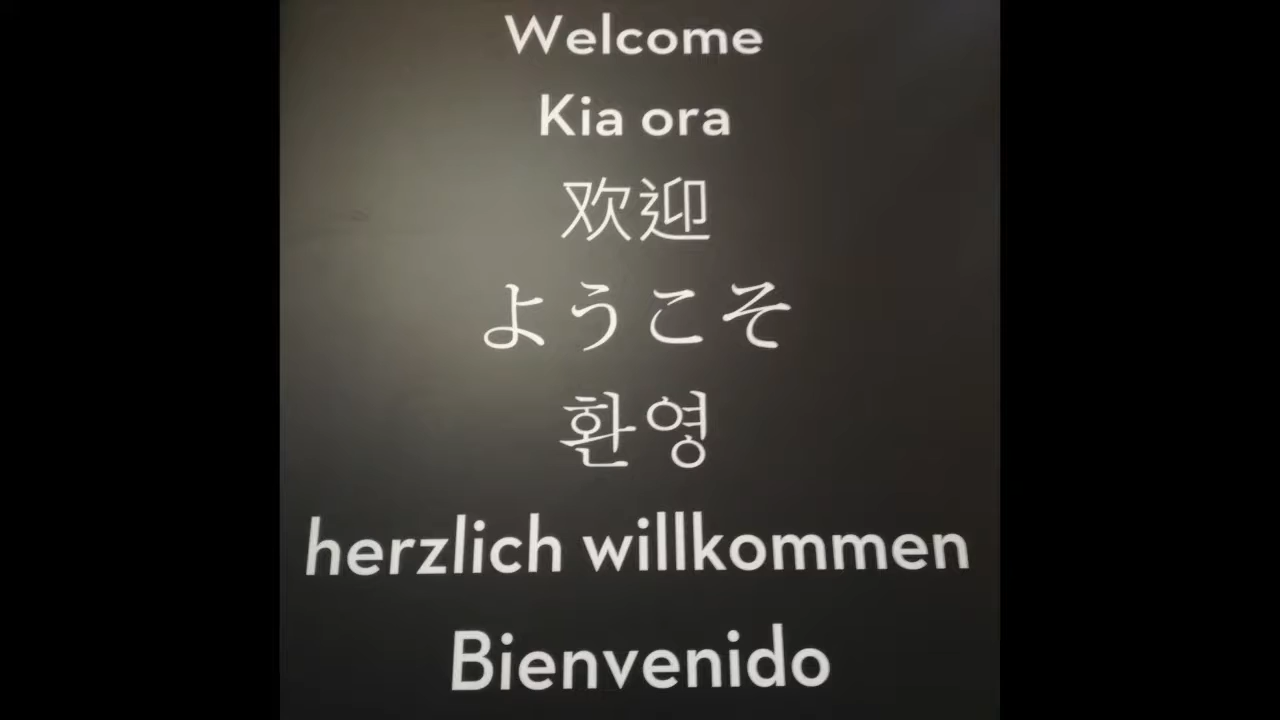 Welcome
Kia ora
欢迎
ようこそ
환영
herzlich willkommen
Bienvenido